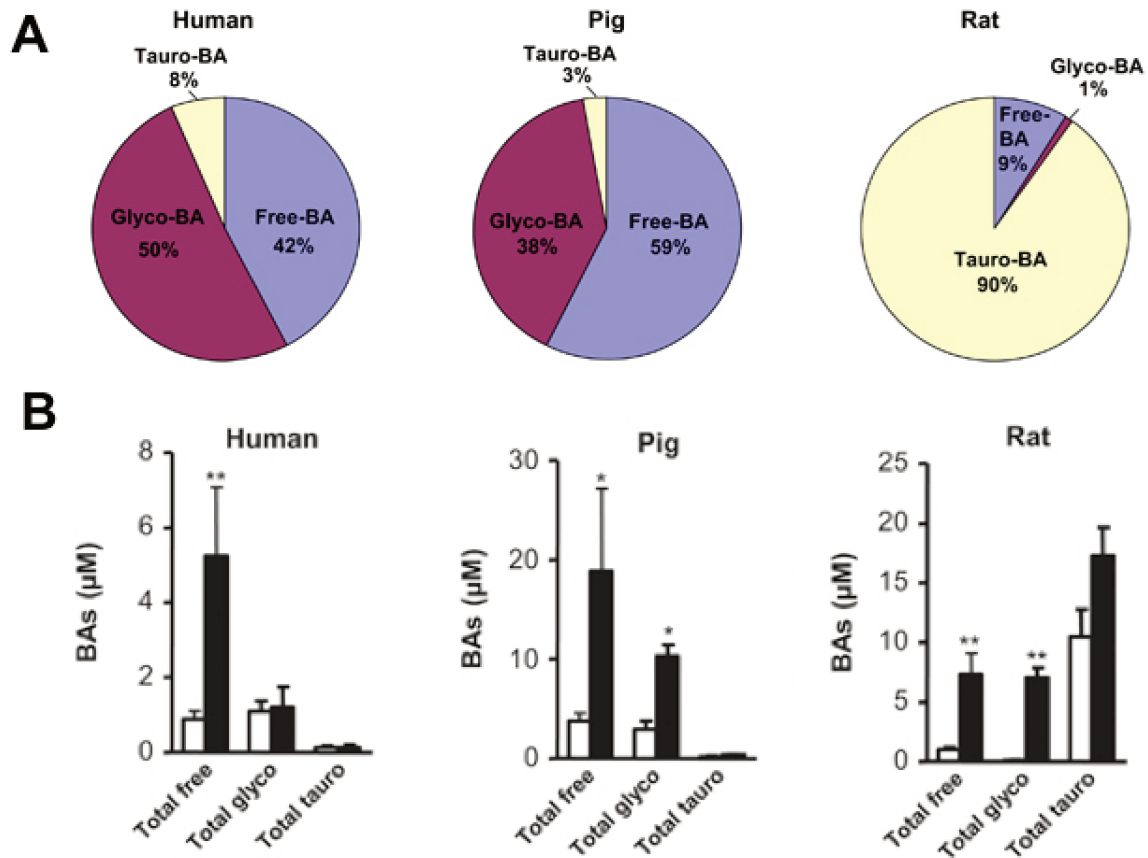 A
Human
Tauro-BA
8%
Glyco-BA
50%
Free-BA
42%
Pig
Tauro-BA
3%
Glyco-BA
38%
Free-BA
59%
Rat
Glyco-BA
1%
Free-
BA
9%
Tauro-BA
90%
B
Human
BAs (µM)
8
6
4
2
0
**
Total free
Total glyco
Total tauro
Pig
BAs (µM)
30
20
10
0
*
*
Total free
Total glyco
Total tauro
Rat
BAs (µM)
25
20
15
10
5
0
**
**
Total free
Total glyco
Total tauro